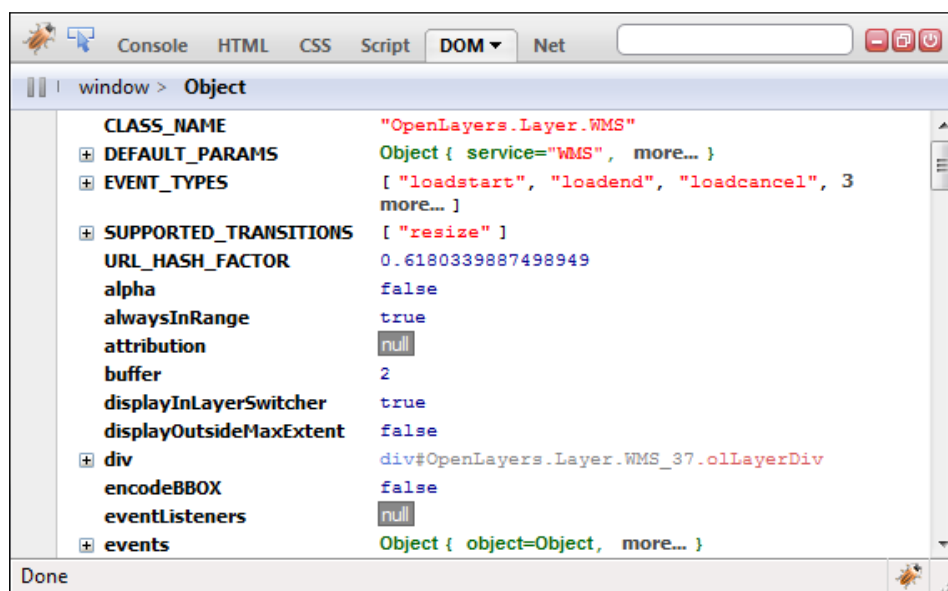 Console HTML CSS Script DOM Net
window > Object
CLASS_NAME "OpenLayers.Layer.WMS"
DEFAULT_PARAMS Object { service="WMS", more... }
EVENT_TYPES [ "loadstart", "loadend", "loadcancel", 3
more... ]
SUPPORTED_TRANSITIONS [ "resize" ]
URL_HASH_FACTOR 0.6180339887498949
alpha false
alwaysInRange true
attribution null
buffer 2
displayInLayerSwitcher true
displayOutsideMaxExtent false
div div#OpenLayers.Layer.WMS_37.olLayerDiv
encodeBBOX false
eventListeners null
events Object { object=Object, more... }
Done